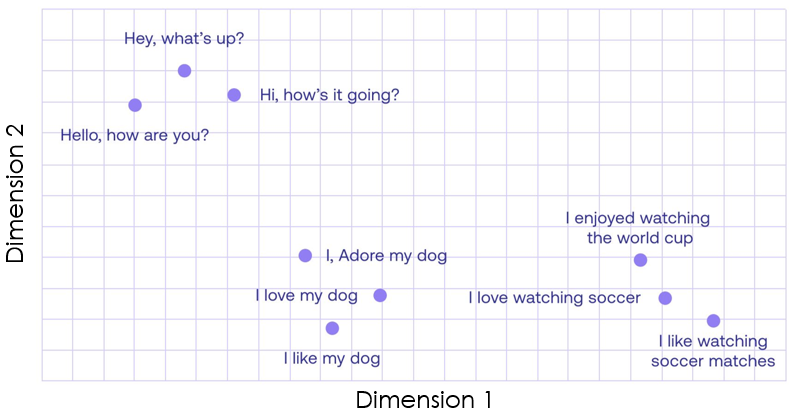 Hey, what’s up?
Hi, how’s it going?
Hello, how are you?
Dimension 2
I enjoyed watching
the world cup
I, Adore my dog
I love my dog
I love watching soccer
I like my dog
I like watching
soccer matches
Dimension 1